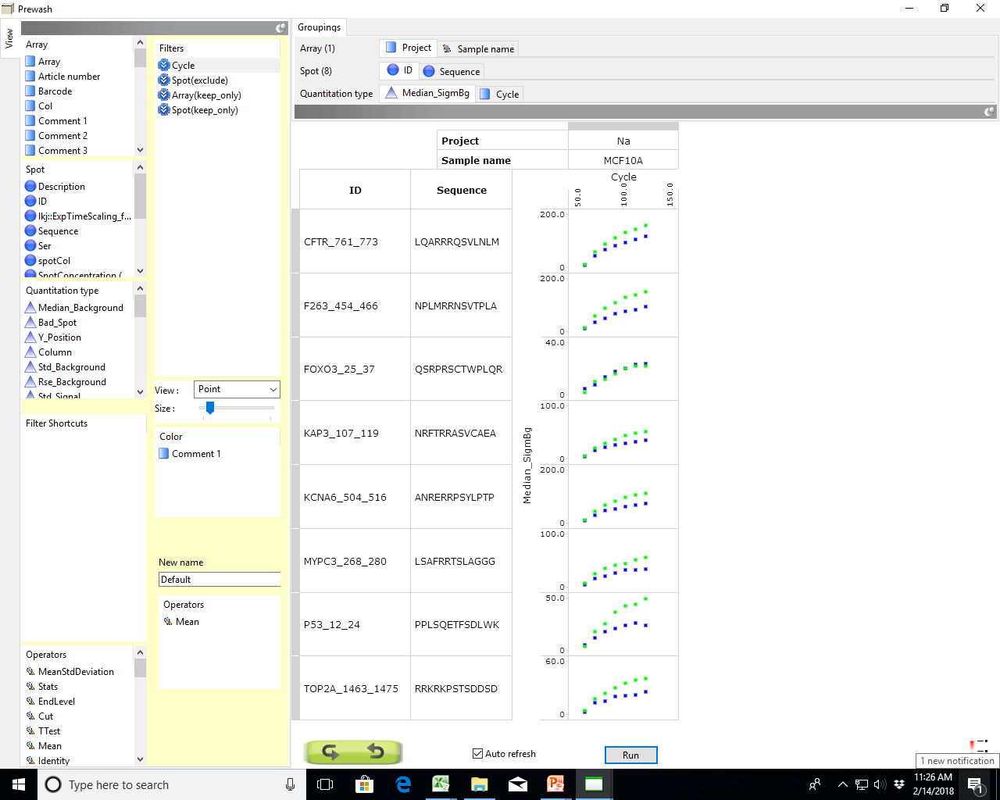 Prewash
View
Array
Array
Article number
Barcode
Col
Comment 1
Comment 2
Comment 3
Spot
Description
ID
Ikj::ExpTimeScaling_f...
Sequence
Ser
spotCol
SpotConcentration (
Quantitation type
Median_Background
Bad_Spot
Y_Position
Column
Std_Background
Rse_Background
Std_Signal
Filter Shortcuts
Operators
MeanStdDeviation
Stats
EndLevel
Cut
TTest
Mean
Identity
Filters
Cycle
Spot(exclude)
Array(keep_only)
Spot(keep_only)
View : Point
Size :
Color
Comment 1
New name
Default
Operators
Mean
Groupings
Array (1) Project Sample name
Spot (8) ID Sequence
Quantitation type Median_SigmBg Cycle
Project Na
Sample name MCF10A
Cycle
50.0 100.0 150.0
ID Sequence
Median_SigmBg
CFTR_761_773 LQARRRQSVLNLM 200.0 0
F263_454_466 NPLMRRNSVTPLA 200.0 0
FOXO3_25_37 QSRPRSCTWPLQR 40.0 0
KAP3_107_119 NRFTRRASVCAEA 100.0 0
KCNA6_504_516 ANRERRPSYLPTP 200.0 0
MYPC3_268_280 LSAFRRTSLAGGG 100.0 0
P53_12_24 PPLSQETFSDLWK 50.0 0
TOP2A_1463_1475 RRKRKPSTSDDSD 60.0 0
Auto refresh Run
1 new notification
Type here to search
11:26 AM
2/14/2018
1